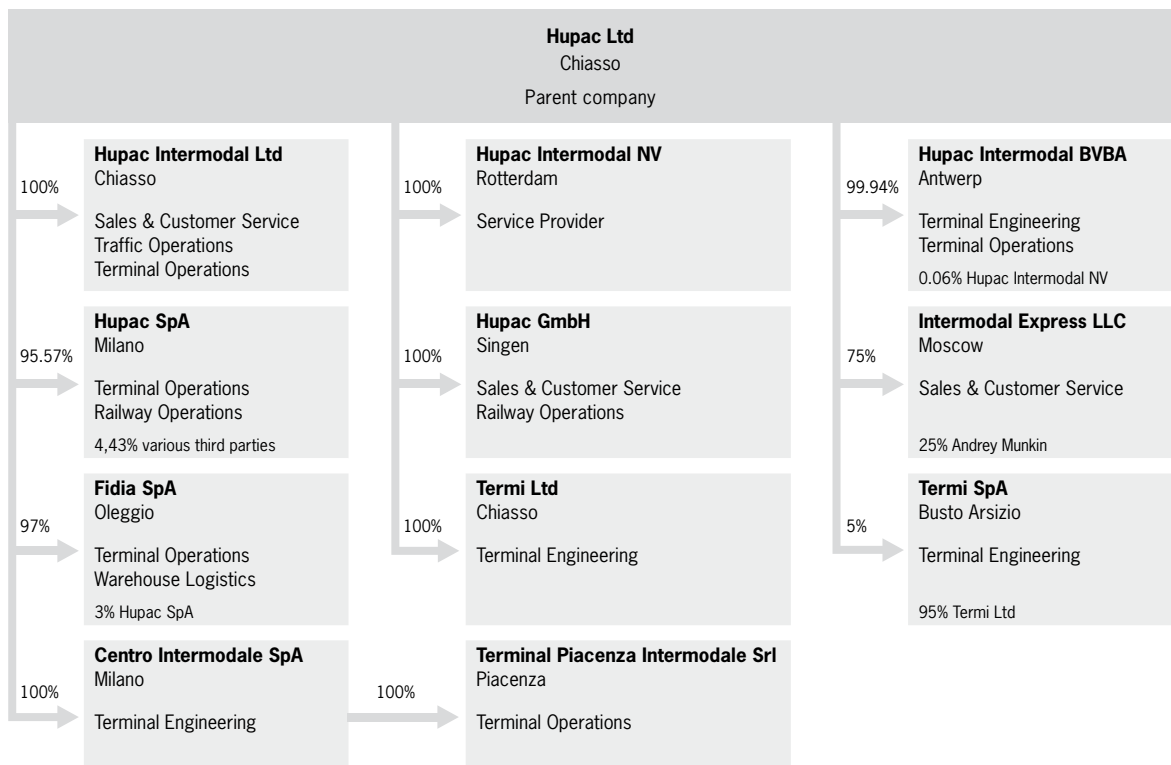 Hupac Ltd
Chiasso
Parent company
100%
Hupac Intermodal Ltd
Chiasso
Sales & Customer Service
Traffic Operations
Terminal Operations
95.57%
Hupac SpA
Milano
Terminal Operations
Railway Operations
4,43% various third parties
97%
Fidia SpA
Oleggio
Terminal Operations
Warehouse Logistics
3% Hupac SpA
100%
Centro Intermodale SpA
Milano
Terminal Engineering
100%
Hupac Intermodal NV
Rotterdam
Service Provider
100%
Hupac GmbH
Singen
Sales & Customer Service
Railway Operations
100%
Termi Ltd
Chiasso
Terminal Engineering
100%
Terminal Piacenza Intermodale Srl
Piacenza
Terminal Operations
99.94%
Hupac Intermodal BVBA
Antwerp
Terminal Engineering
Terminal Operations
0.06% Hupac Intermodal NV
75%
Intermodal Express LLC
Moscow
Sales & Customer Service
25% Andrey Munkin
5%
Termi SpA
Busto Arsizio
Terminal Engineering
95% Termi Ltd